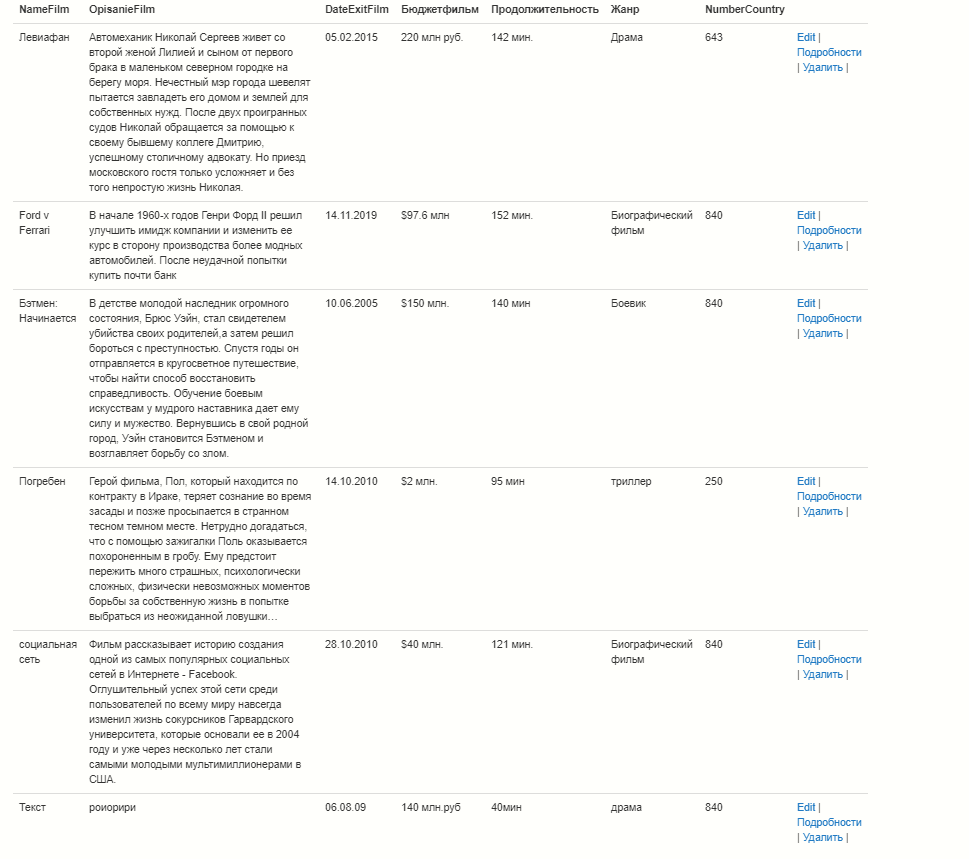 NameFilm OpisanieFilm DateExitFilm Бюджетфильм Продолжительность Жанр NumberCountry
Левиафан Автомеханик Николай Сергеев живет со 05.02.2015 220 млн руб. 142 мин. Драма 643 Edit |
второй женой Лилией и сыном от первого Подробности
брака в маленьком северном городке на | Удалить |
берегу моря. Нечестный мэр города шевелят
пытается завладеть его домом и землей для
собственных нужд. После двух проигранных
судов Николай обращается за помощью к
своему бывшему коллеге Дмитрию,
успешному столичному адвокату. Но приезд
московского гостя только усложняет и без
того непростую жизнь Николая.
Ford v В начале 1960-х годов Генри Форд II решил 14.11.2019 $97.6 млн 152 мин. Биографический 840 Edit |
Ferrari улучшить имидж компании и изменить ее фильм Подробности
курс в сторону производства более модных | Удалить |
автомобилей. После неудачной попытки
купить почти банк
Бэтмен: В детстве молодой наследник огромного 10.06.2005 $150 млн. 140 мин Боевик 840 Edit |
Начинается состояния, Брюс Уэйн, стал свидетелем Подробности
убийства своих родителей,а затем решил | Удалить |
бороться с преступностью. Спустя годы он
отправляется в кругосветное путешествие,
чтобы найти способ восстановить
справедливость. Обучение боевым
искусствам у мудрого наставника дает ему
силу и мужество. Вернувшись в свой родной
город, Уэйн становится Бэтменом и
возглавляет борьбу со злом.
Погребен Герой фильма, Пол, который находится по 14.10.2010 $2 млн. 95 мин триллер 250 Edit |
контракту в Ираке, теряет сознание во время Подробности
засады и позже просыпается в странном | Удалить |
тесном темном месте. Нетрудно догадаться,
что с помощью зажигалки Поль оказывается
похороненным в гробу. Ему предстоит
пережить много страшных, психологически
сложных, физически невозможных моментов
борьбы за собственную жизнь в попытке
выбраться из неожиданной ловушки…
социальная Фильм рассказывает историю создания 28.10.2010 $40 млн. 121 мин. Биографический 840 Edit |
сеть одной из самых популярных социальных фильм Подробности
сетей в Интернете - Facebook. | Удалить |
Оглушительный успех этой сети среди
пользователей по всему миру навсегда
изменил жизнь сокурсников Гарвардского
университета, которые основали ее в 2004
году и уже через несколько лет стали
самыми молодыми мультимиллионерами в
США.
Текст роиорири 06.08.09 140 млн.руб 40мин драма 840 Edit |
Подробности
| Удалить |